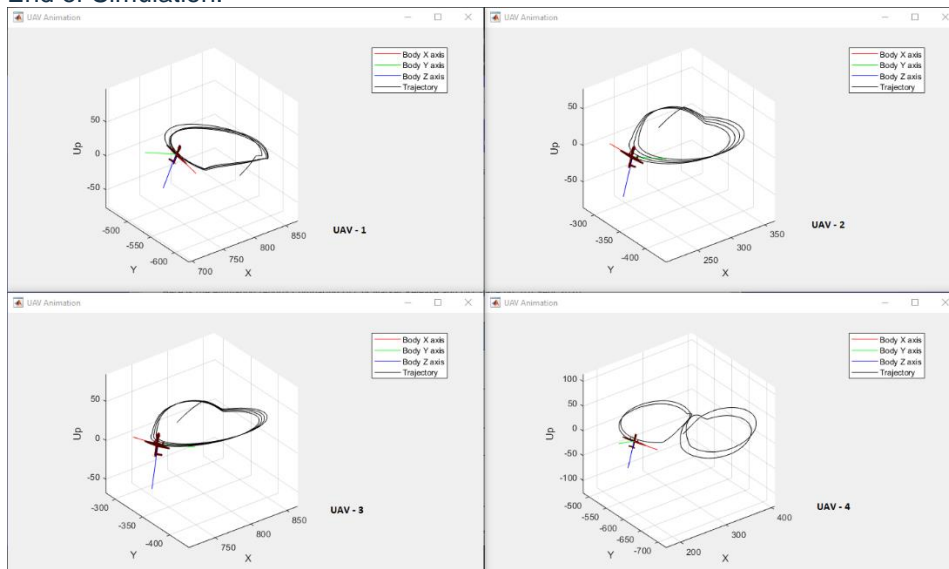 End of Simulation:
UAV Animation
Body X axis
Body Y axis
Body Z axis
Trajectory
50
0
-50
Up
-500
-550
-600
Y
700
750
800
850
X
UAV - 1
UAV Animation
Body X axis
Body Y axis
Body Z axis
Trajectory
50
0
-50
Up
-300
-350
-400
Y
250
300
350
X
UAV - 2
UAV Animation
Body X axis
Body Y axis
Body Z axis
Trajectory
50
0
-50
Up
-300
-350
-400
Y
750
800
850
X
UAV - 3
UAV Animation
Body X axis
Body Y axis
Body Z axis
Trajectory
100
50
0
-50
-100
Up
-500
-550
-600
-650
-700
Y
200
300
400
X
UAV - 4